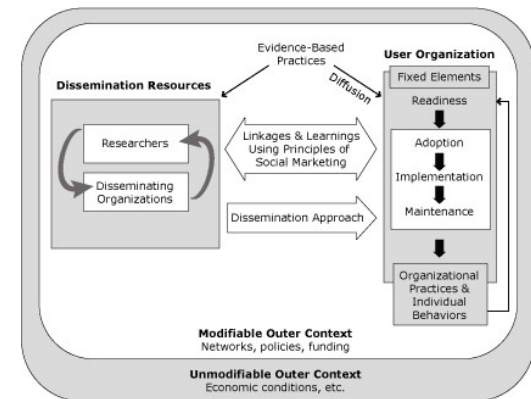 Evidence-Based
Practices
Diffusion
User Organization
Dissemination Resources
Fixed Elements
Readiness
Researchers
Disseminating
Organizations
Linkages & Learnings
Using Principles of
Social Marketing
Adoption
Implementation
Maintenance
Dissemination Approach
Organizational
Practices &
Individual
Behaviors
Modifiable Outer Context
Networks, policies, funding
Unmodifiable Outer Context
Economic conditions, etc.